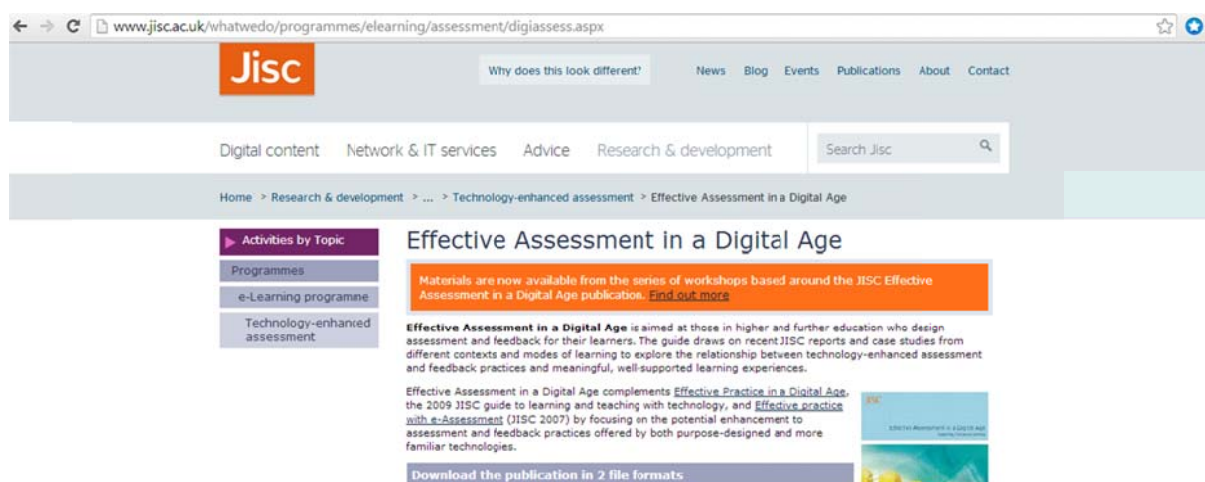 www.jisc.ac.uk/whatwedo/programmes/elearning/assessment/digiassess.aspx
Jisc
Why does this look different?
News Blog Events Publications About Contact
Digital content Network & IT services Advice Research & development
Search Jisc
Home > Research & development > ... > Technology-enhanced assessment > Effective Assessment in a Digital Age
Activities by Topic
Programmes
e-Learning programme
Technology-enhanced
assessment
Effective Assessment in a Digital Age
Materials are now available from the series of workshops based around the JISC Effective
Assessment in a Digital Age publication. Find out more
Effective Assessment in a Digital Age is aimed at those in higher and further education who design
assessment and feedback for their learners. The guide draws on recent JISC reports and case studies from
different contexts and modes of learning to explore the relationship between technology-enhanced assessment
and feedback practices and meaningful, well-supported learning experiences.
Effective Assessment in a Digital Age complements Effective Practice in a Digital Age,
the 2009 JISC guide to learning and teaching with technology, and Effective practice
with e-Assessment (JISC 2007) by focusing on the potential enhancement to
assessment and feedback practices offered by both purpose-designed and more
familiar technologies.
JISC
Effective Assessment in a Digital Age
Download the publication in 2 file formats